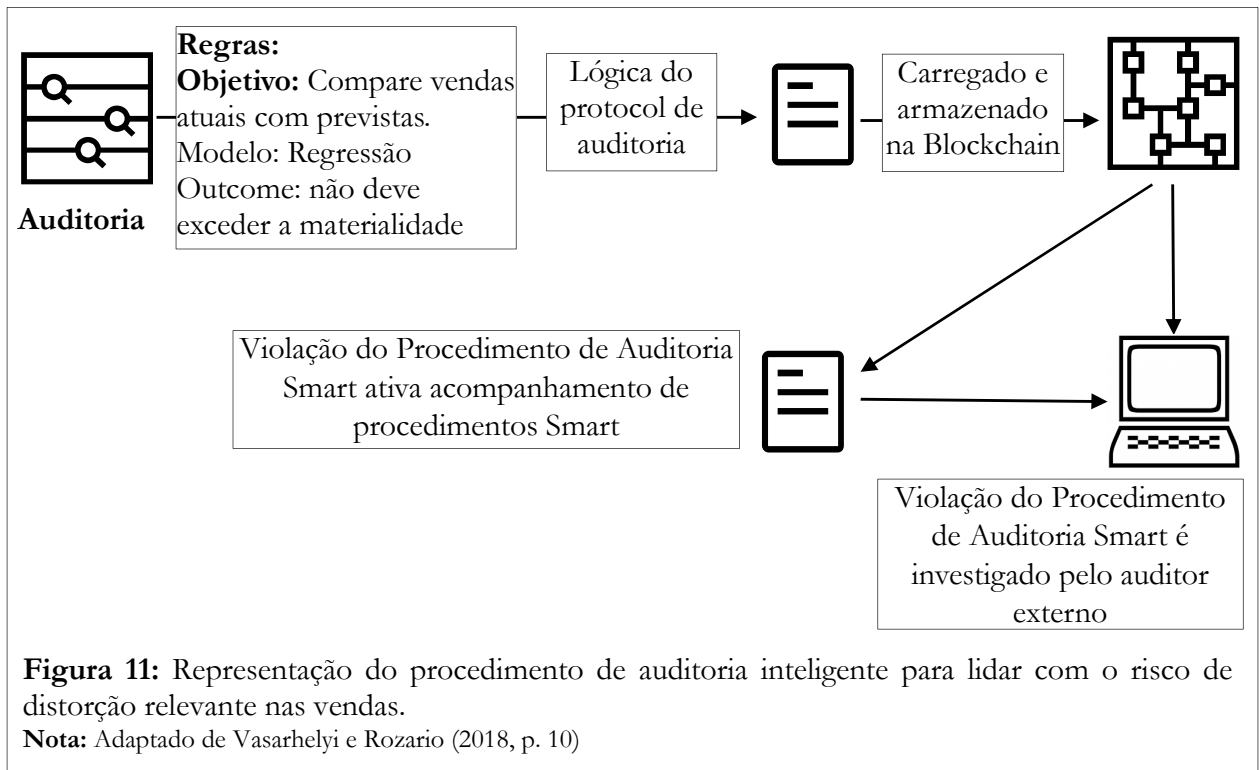 Auditoria
Regras:
Objetivo: Compare vendas
atuais com previstas.
Modelo: Regressão
Outcome: não deve
exceder a materialidade
Lógica do
protocol de
auditoria
Carregado e
armazenado
na Blockchain
Violação do Procedimento de Auditoria
Smart ativa acompanhamento de
procedimentos Smart
Violação do Procedimento
de Auditoria Smart é
investigado pelo auditor
externo
Figura 11: Representação do procedimento de auditoria inteligente para lidar com o risco de
distorção relevante nas vendas.
Nota: Adaptado de Vasarhelyi e Rozario (2018, p. 10)